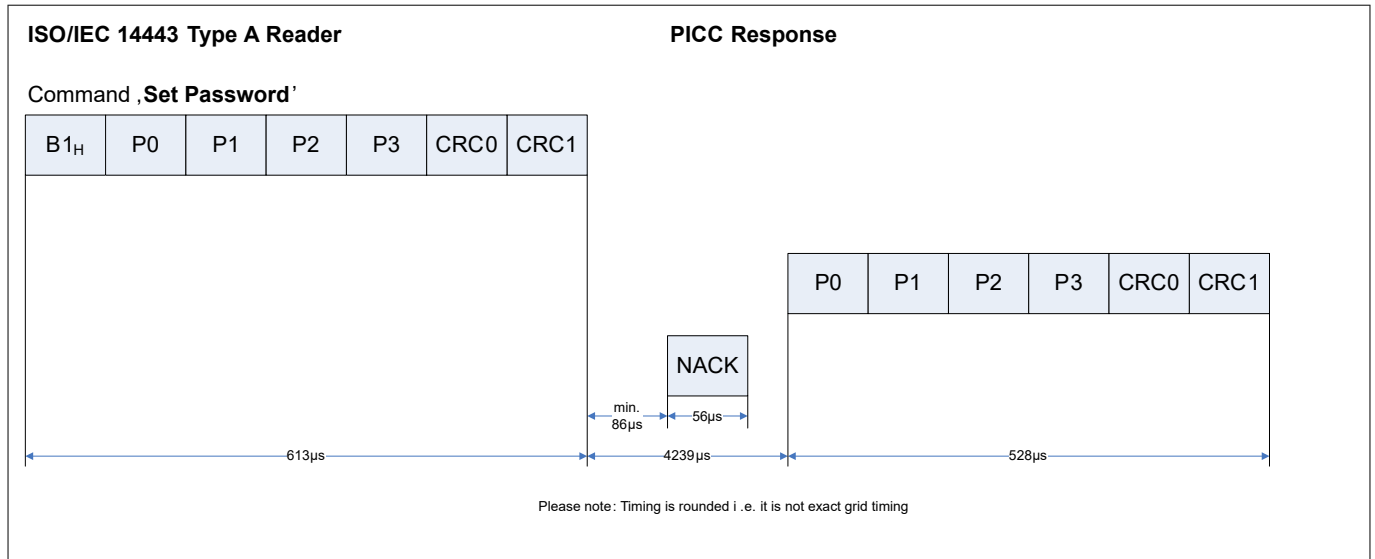 ISO/IEC 14443 Type A Reader
PICC Response
Command ‚Set Password’
B1H P0 P1 P2 P3 CRC0 CRC1
P0 P1 P2 P3 CRC0 CRC1
NACK
min.
86µs
56µs
613µs
4239µs
528µs
Please note: Timing is rounded i .e. it is not exact grid timing